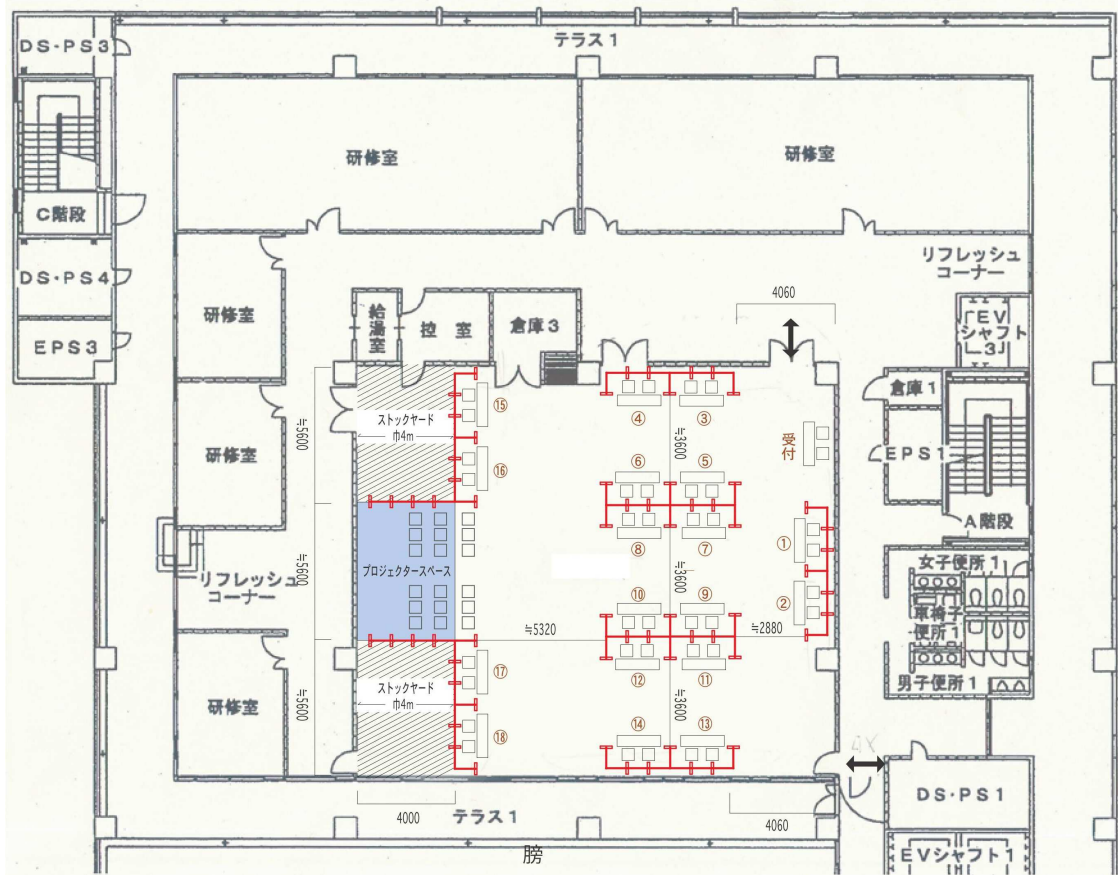 テラス1
DS・PS3
C階段
DS・PS4
EPS3
研修室
研修室
リフレッシュ
コーナー
EV
シャフト
3
4060
研修室
給湯室
控室
倉庫3
倉庫1
EPS1
A階段
≒5600
ストックヤード
巾4m
⑮
⑯
④
③
≒3600
受付
⑥
⑤
研修室
≒5600
プロジェクタースペース
⑧
⑦
≒3600
①
②
⑩
⑨
≒5320
≒2880
リフレッシュ
コーナー
女子便所1
車椅子
便所1
男子便所1
研修室
≒5600
ストックヤード
巾4m
⑰
⑱
⑫
⑪
≒3600
⑭
⑬
DS・PS1
4000
テラス1
4060
膀
EVシャフト1